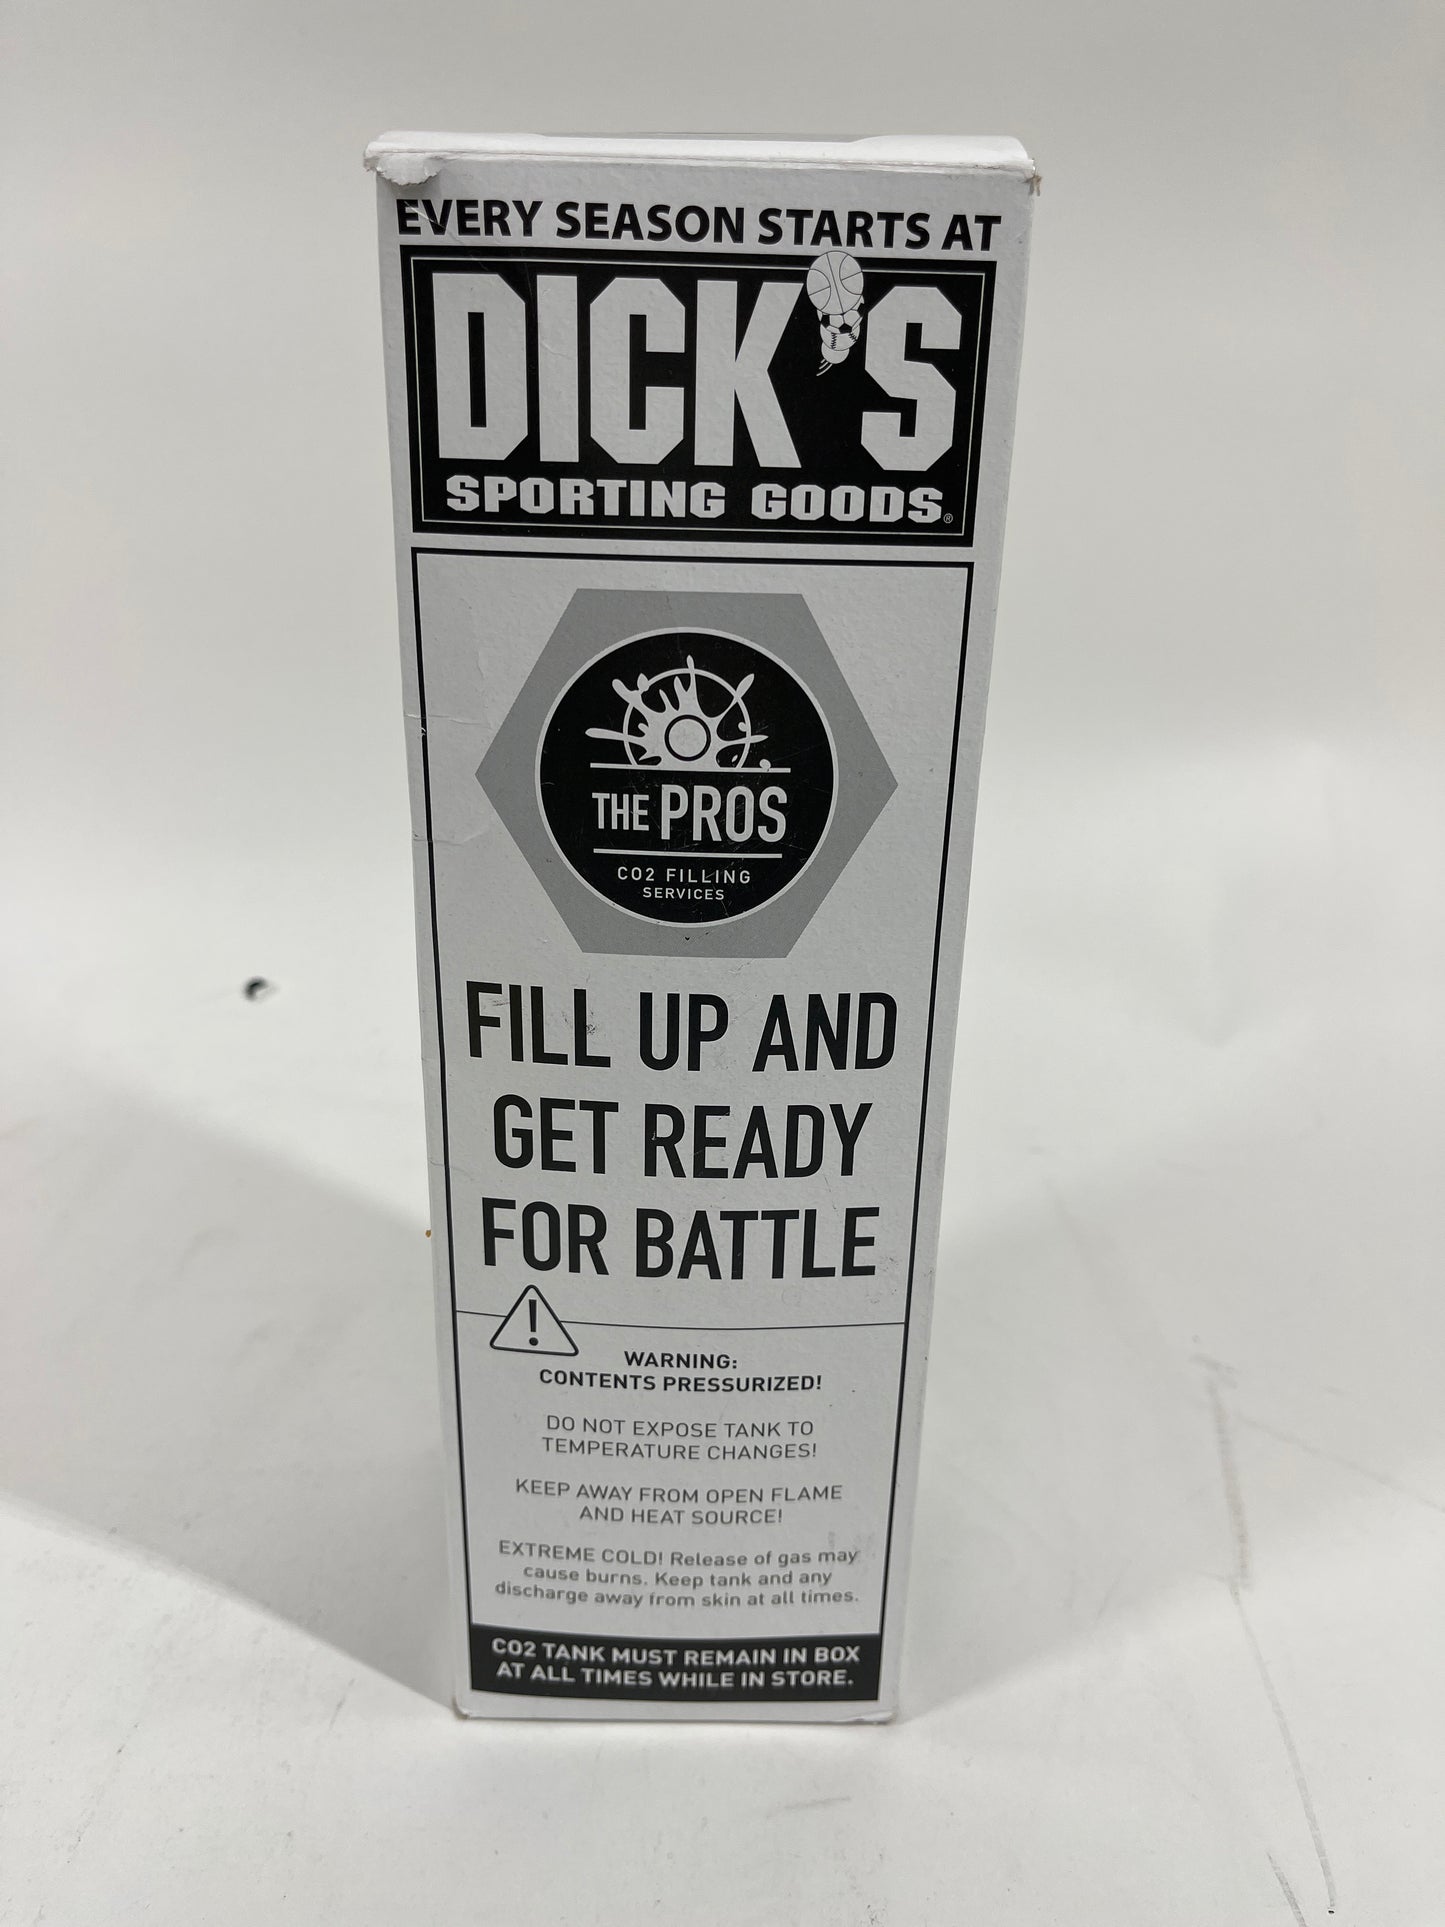 EVERY SEASON STARTS AT
DICK'S
SPORTING GOODS®
THE PROS
CO2 FILLING
SERVICES
FILL UP AND
GET READY
FOR BATTLE
!
WARNING:
CONTENTS PRESSURIZED!
DO NOT EXPOSE TANK TO
TEMPERATURE CHANGES!
KEEP AWAY FROM OPEN FLAME
AND HEAT SOURCE!
EXTREME COLD! Release of gas may
cause burns. Keep tank and any
discharge away from skin at all times.
CO2 TANK MUST REMAIN IN BOX
AT ALL TIMES WHILE IN STORE.